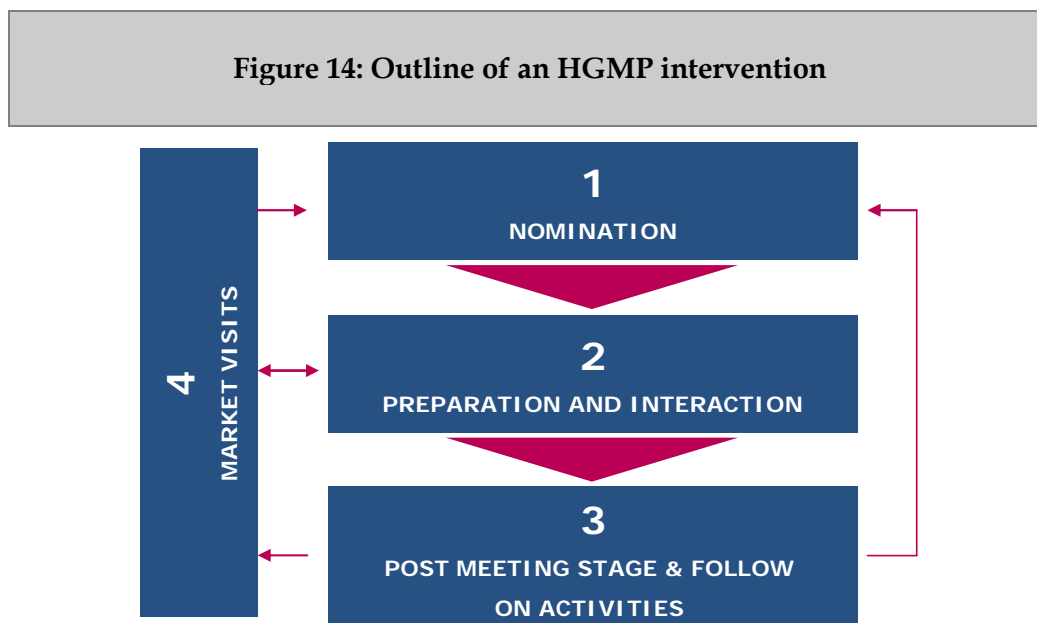 Figure 14: Outline of an HGMP intervention
1
NOMINATION
2
PREPARATION AND INTERACTION
3
POST MEETING STAGE & FOLLOW
ON ACTIVITIES
4
MARKET VISITS